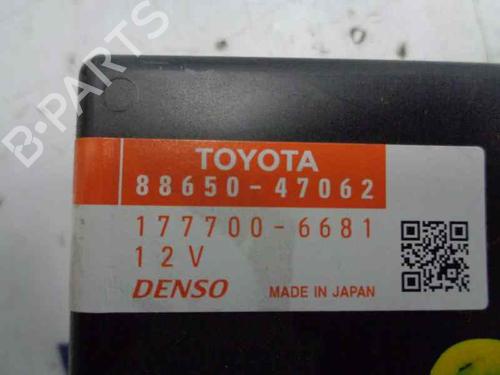 B-PARTS
TOYOTA
88650-47062
177700-6681
12V
DENSO MADE IN JAPAN